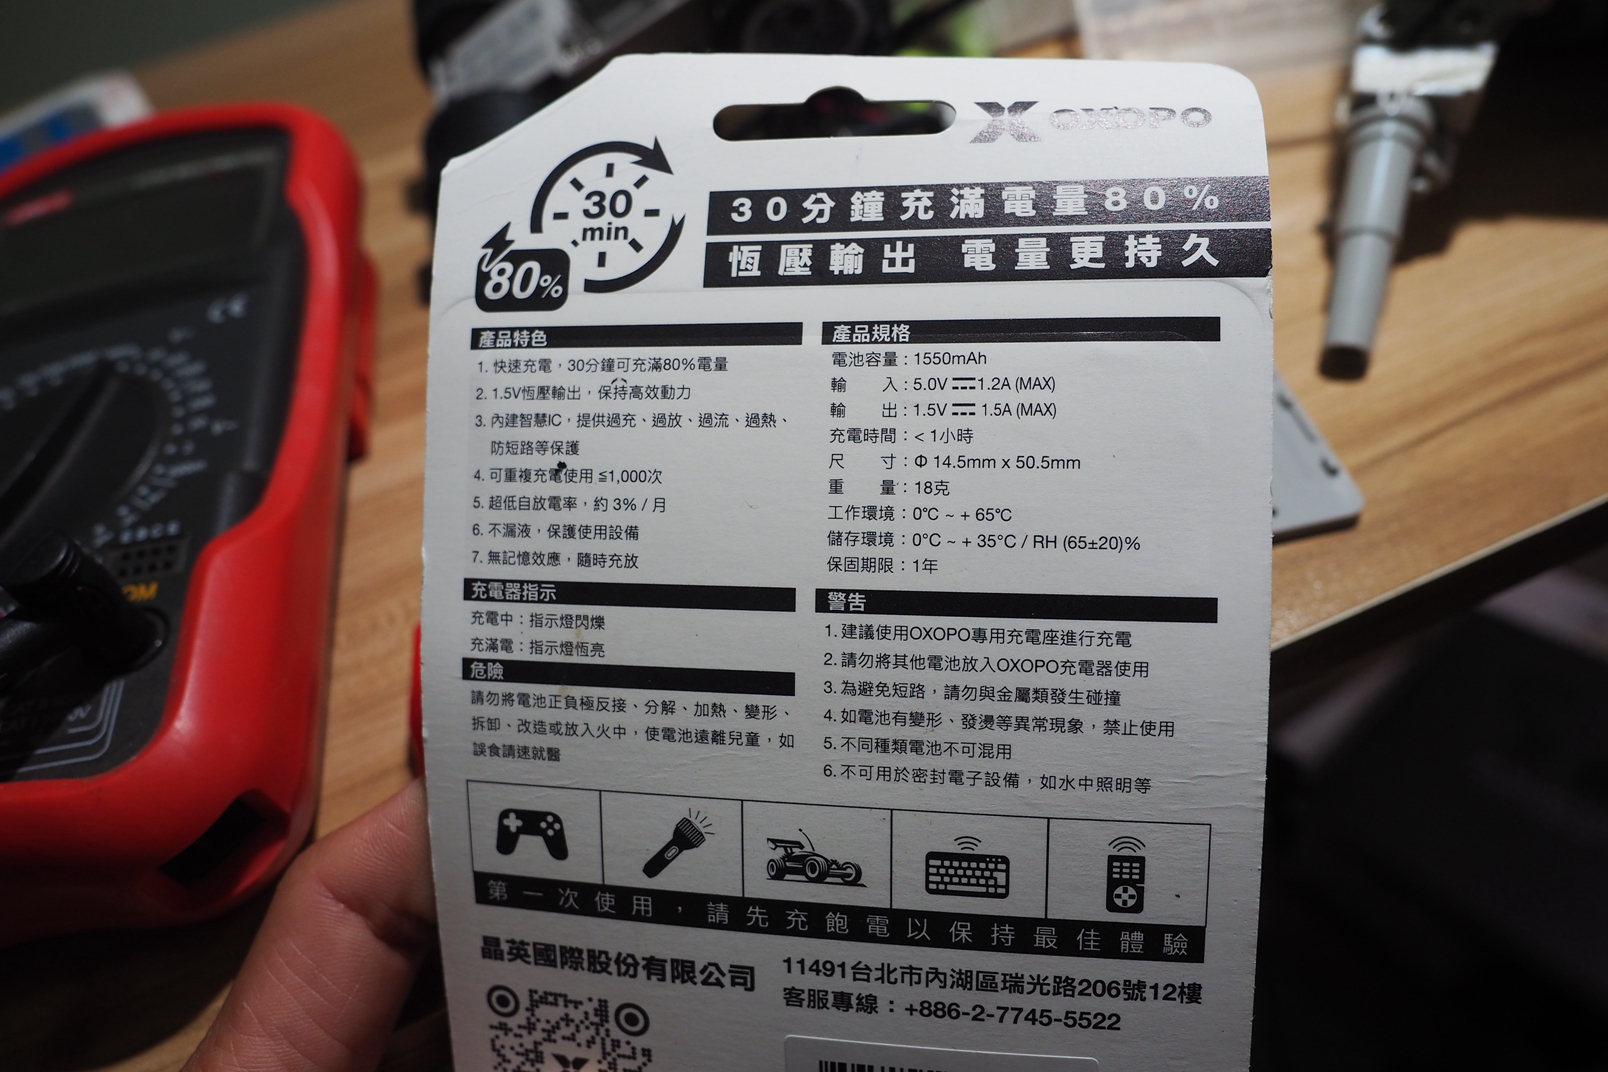 OXOPO
30
min
80%
30分鐘充滿電量80%
恆壓輸出 電量更持久
產品特色
1. 快速充電，30分鐘可充滿80%電量
2. 1.5V恆壓輸出，保持高效動力
3. 內建智慧IC，提供過充、過放、過流、過熱、
防短路等保護
4. 可重複充電使用 ≦1,000次
5. 超低自放電率，約 3% / 月
6. 不漏液，保護使用設備
7. 無記憶效應，隨時充放
充電器指示
充電中：指示燈閃爍
充滿電：指示燈恆亮
危險
請勿將電池正負極反接、分解、加熱、變形、
拆卸、改造或放入火中，使電池遠離兒童，如
誤食請速就醫
產品規格
電池容量：1550mAh
輸　　入：5.0V ⎓ 1.2A (MAX)
輸　　出：1.5V ⎓ 1.5A (MAX)
充電時間：< 1小時
尺　　寸：Φ 14.5mm x 50.5mm
重　　量：18克
工作環境：0℃ ~ + 65℃
儲存環境：0°C ~ + 35°C / RH (65±20)%
保固期限：1年
警告
1. 建議使用OXOPO專用充電座進行充電
2. 請勿將其他電池放入OXOPO充電器使用
3. 為避免短路，請勿與金屬類發生碰撞
4. 如電池有變形、發燙等異常現象，禁止使用
5. 不同種類電池不可混用
6. 不可用於密封電子設備，如水中照明等
第一次使用，請先充飽電以保持最佳體驗
晶英國際股份有限公司
11491台北市內湖區瑞光路206號12樓
客服專線：+886-2-7745-5522